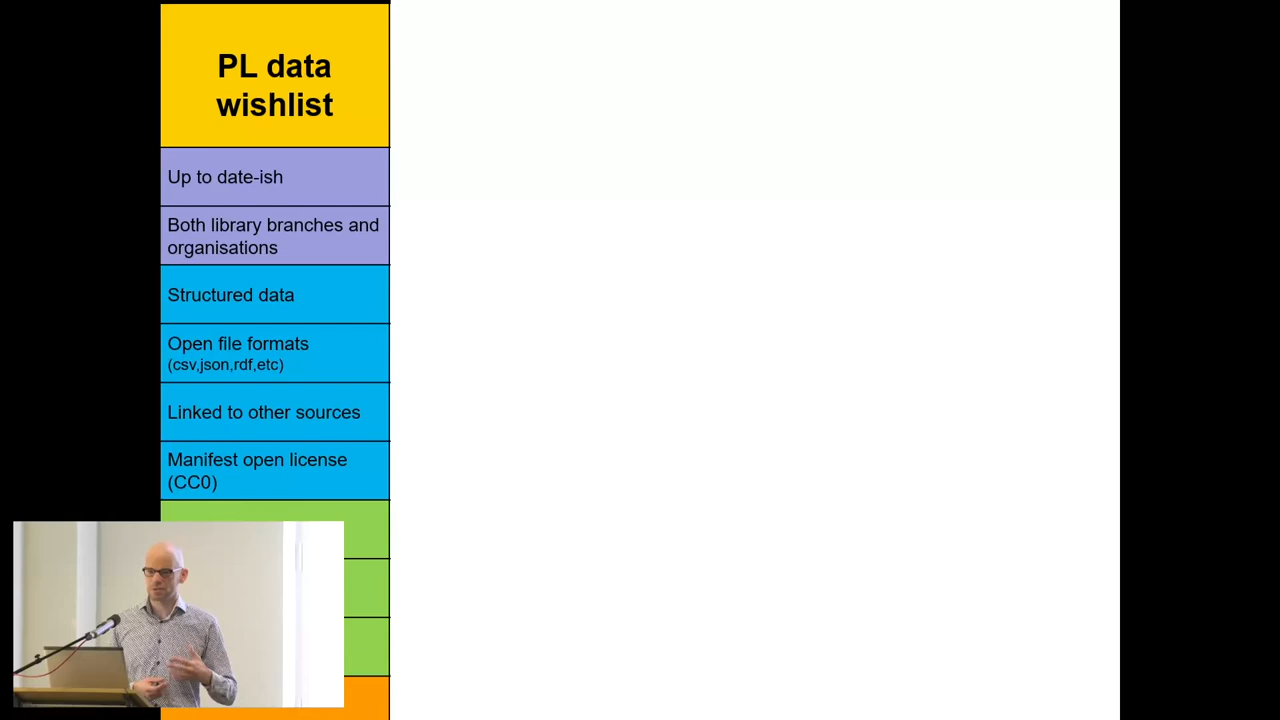 PL data
wishlist
Up to date-ish
Both library branches and
organisations
Structured data
Open file formats
(csv,json,rdf,etc)
Linked to other sources
Manifest open license
(CC0)